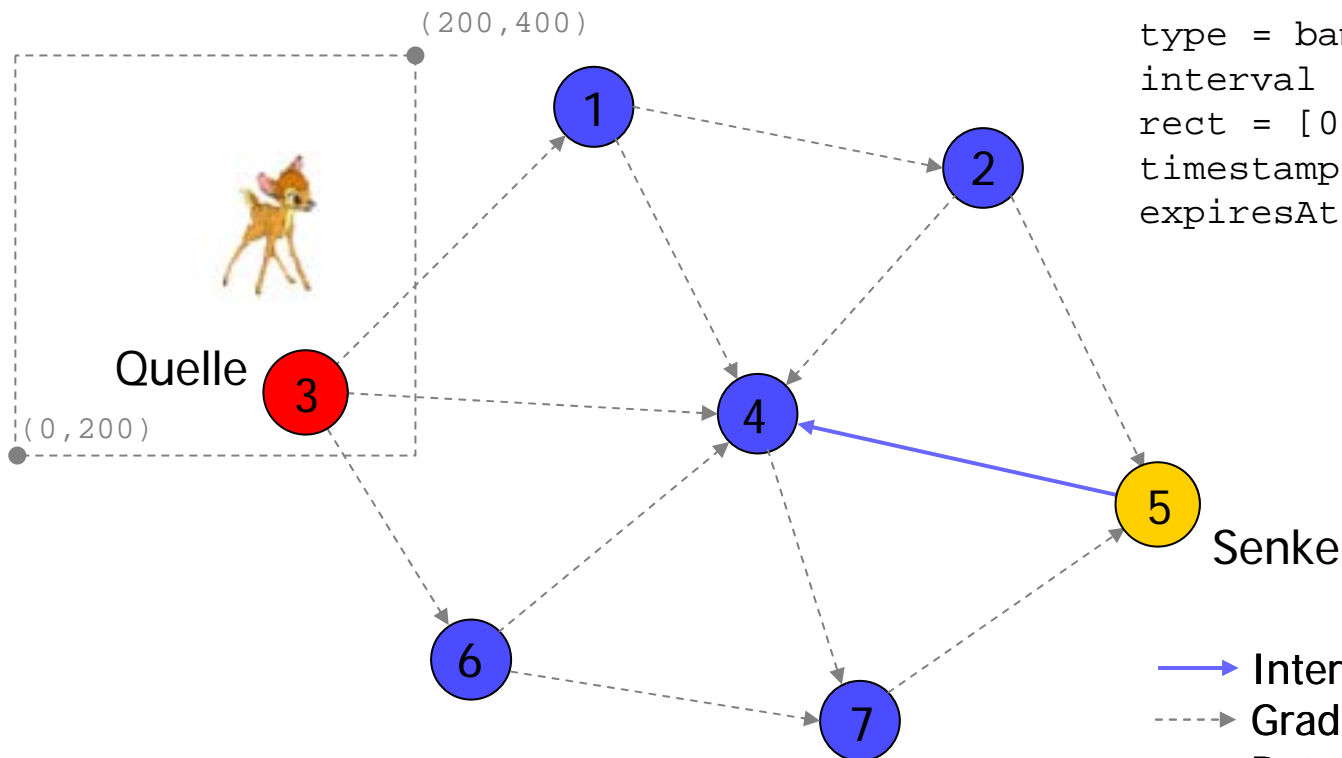 (200,400)
type = bam
interval
rect = [0
timestamp
expiresAt
1
2
Quelle
3
4
(0,200)
5
Senke
6
7
Inter
Grad